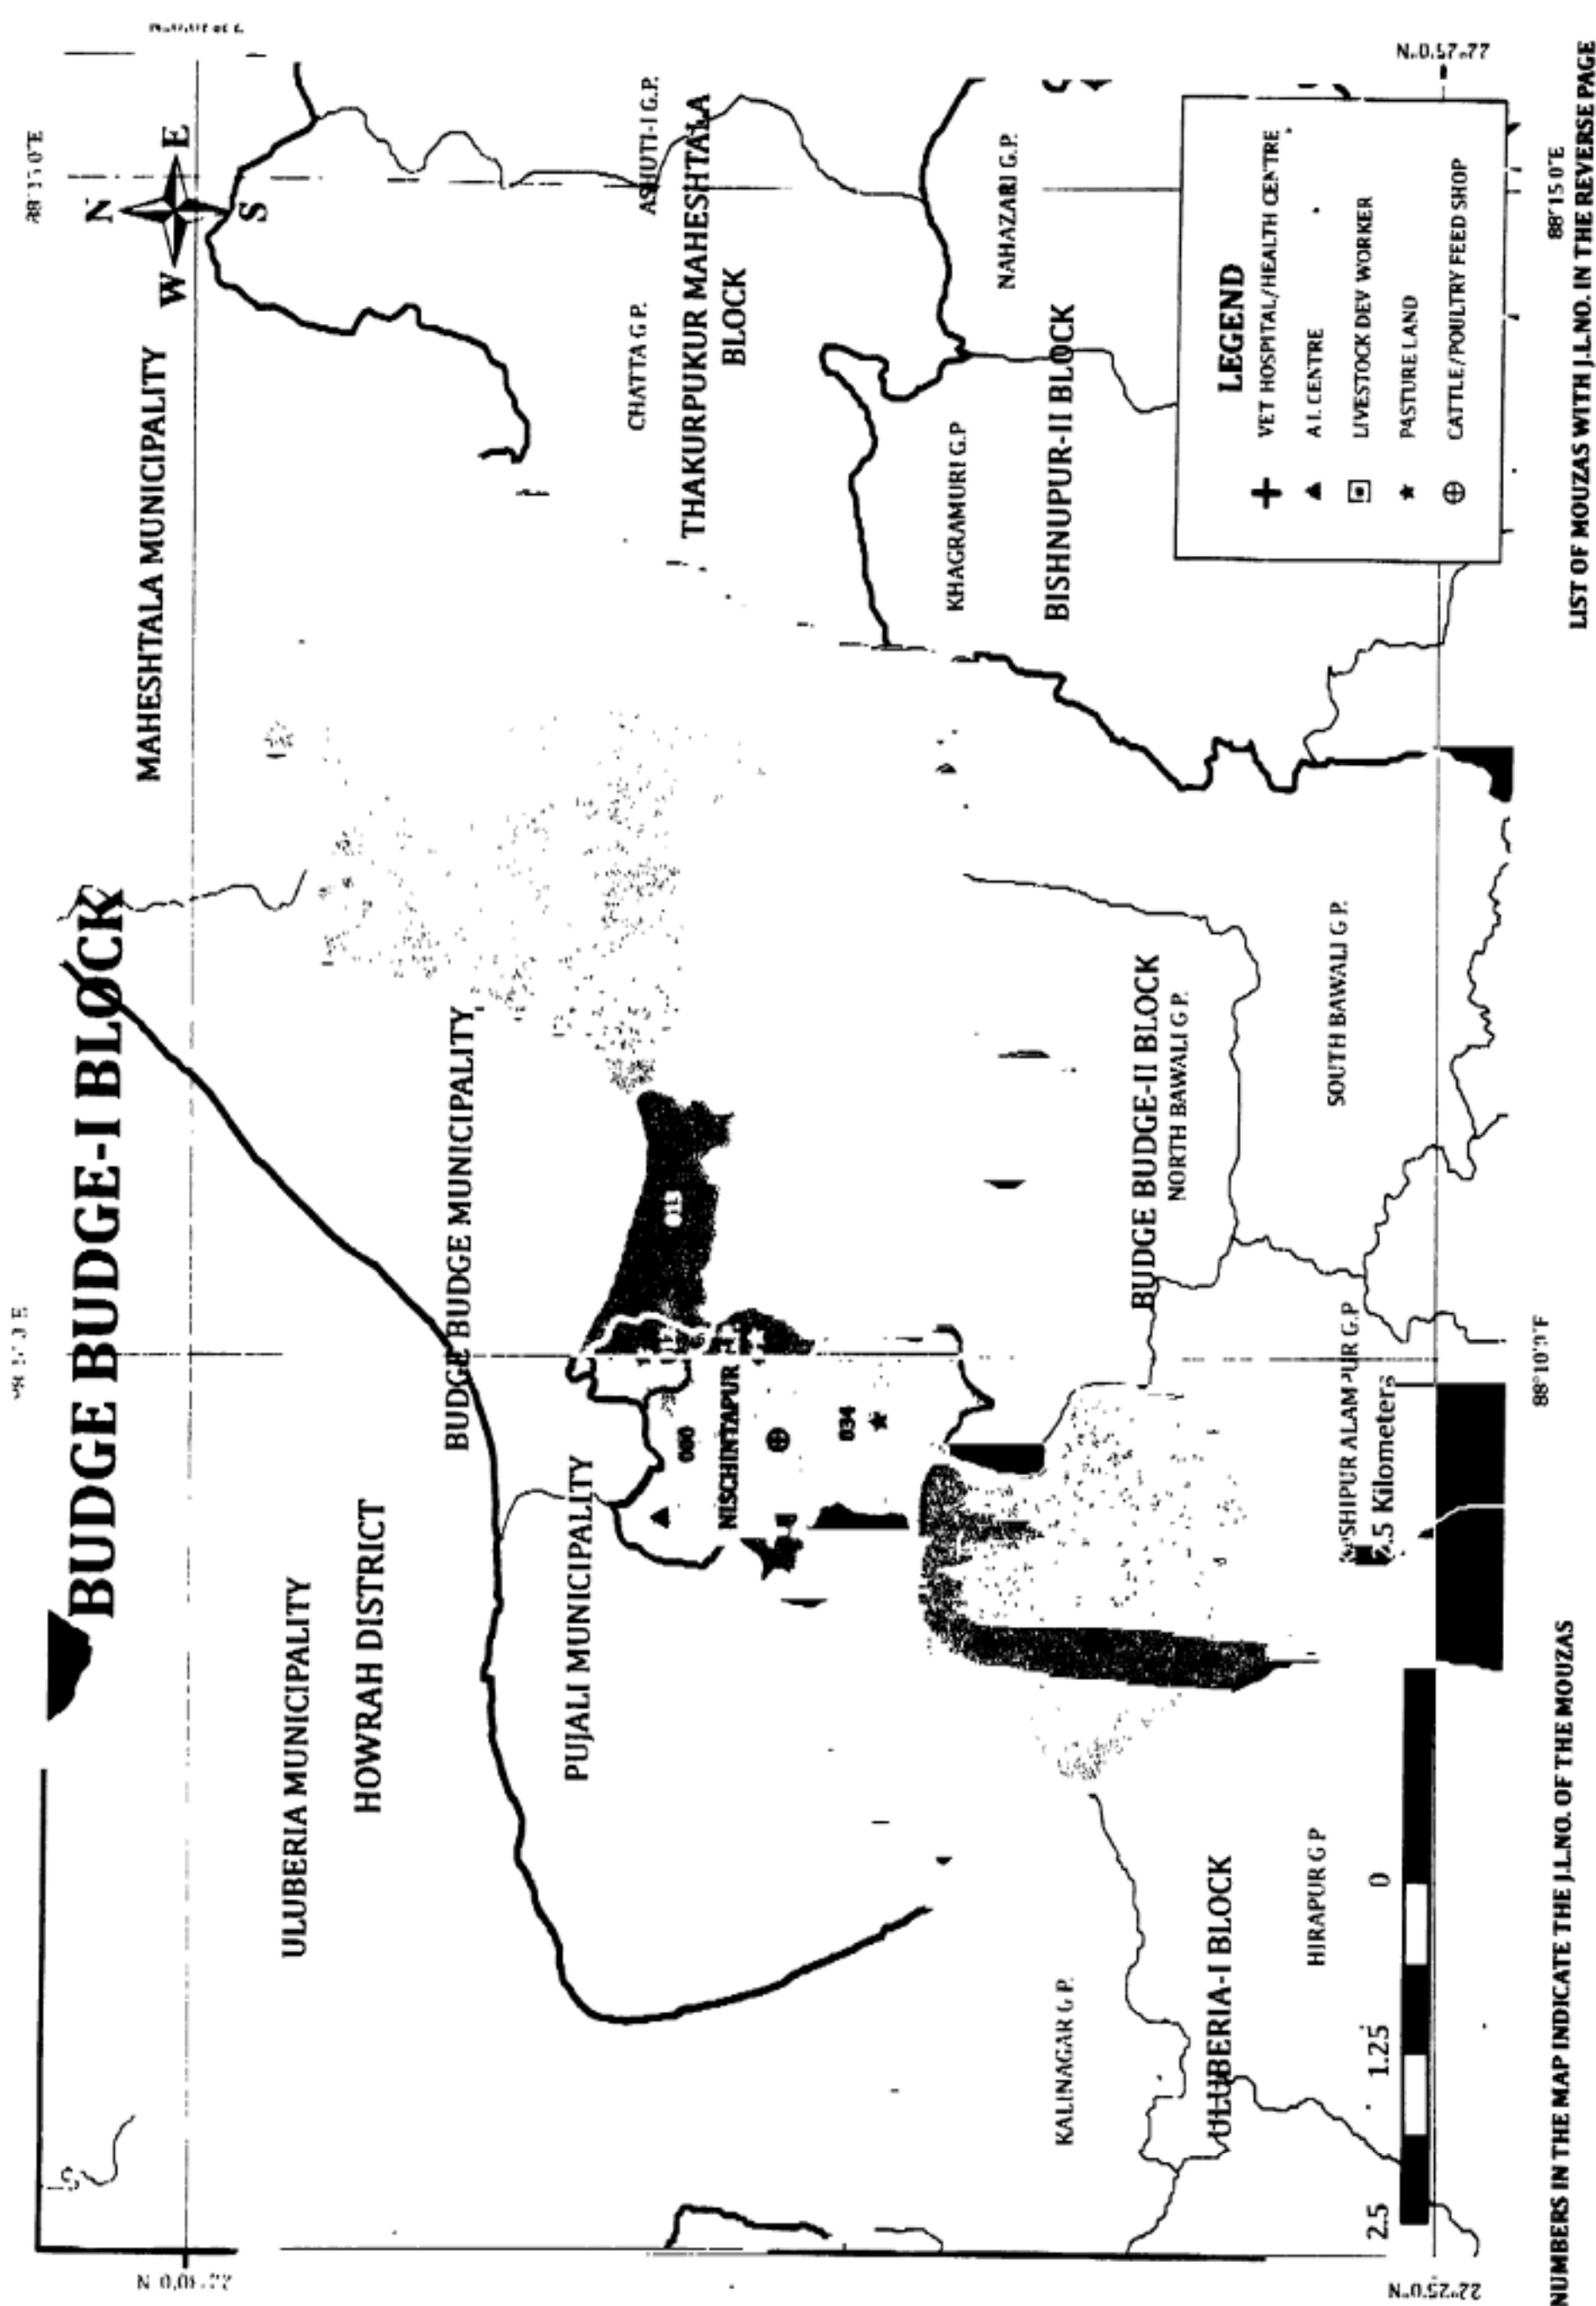 BUDGE BUDGE-I BLOCK
N
W
E
S
MAHESHTALA MUNICIPALITY
ULUBERIA MUNICIPALITY
HOWRAH DISTRICT
BUDGE BUDGE MUNICIPALITY
PUJALI MUNICIPALITY
CHATTA G.P.
ASHUTI-I G.P.
THAKURPUKUR MAHESHTALA
BLOCK
NISCHINTAPUR
034
KHAGRAMURI G.P
NAHAZARI G.P.
BISHNUPUR-II BLOCK
BUDGE BUDGE-II BLOCK
NORTH BAWALI G.P.
SOUTH BAWALI G.P.
KALINAGAR G.P.
ULUBERIA-I BLOCK
HIRAPUR G P
LEGEND
VET HOSPITAL/HEALTH CENTRE
A I. CENTRE
LIVESTOCK DEV WORKER
PASTURE LAND
CATTLE/POULTRY FEED SHOP
2.5 1.25 0 2.5 Kilometers
22°25'0"N
88°10'0"E
88°15'0"E
NUMBERS IN THE MAP INDICATE THE J.L.NO. OF THE MOUZAS
LIST OF MOUZAS WITH J.L.NO. IN THE REVERSE PAGE